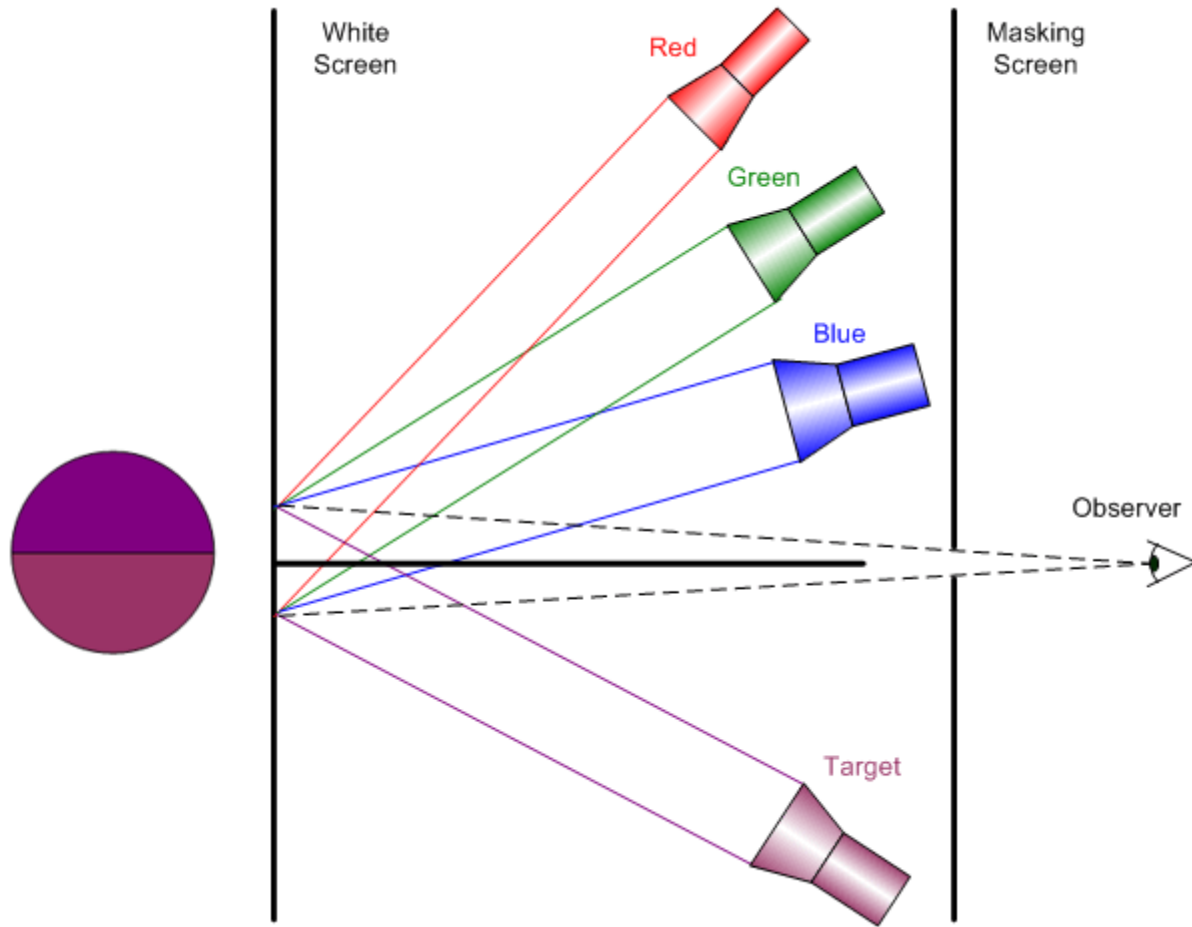 White
Screen
Red
Masking
Screen
Green
Blue
Observer
Target